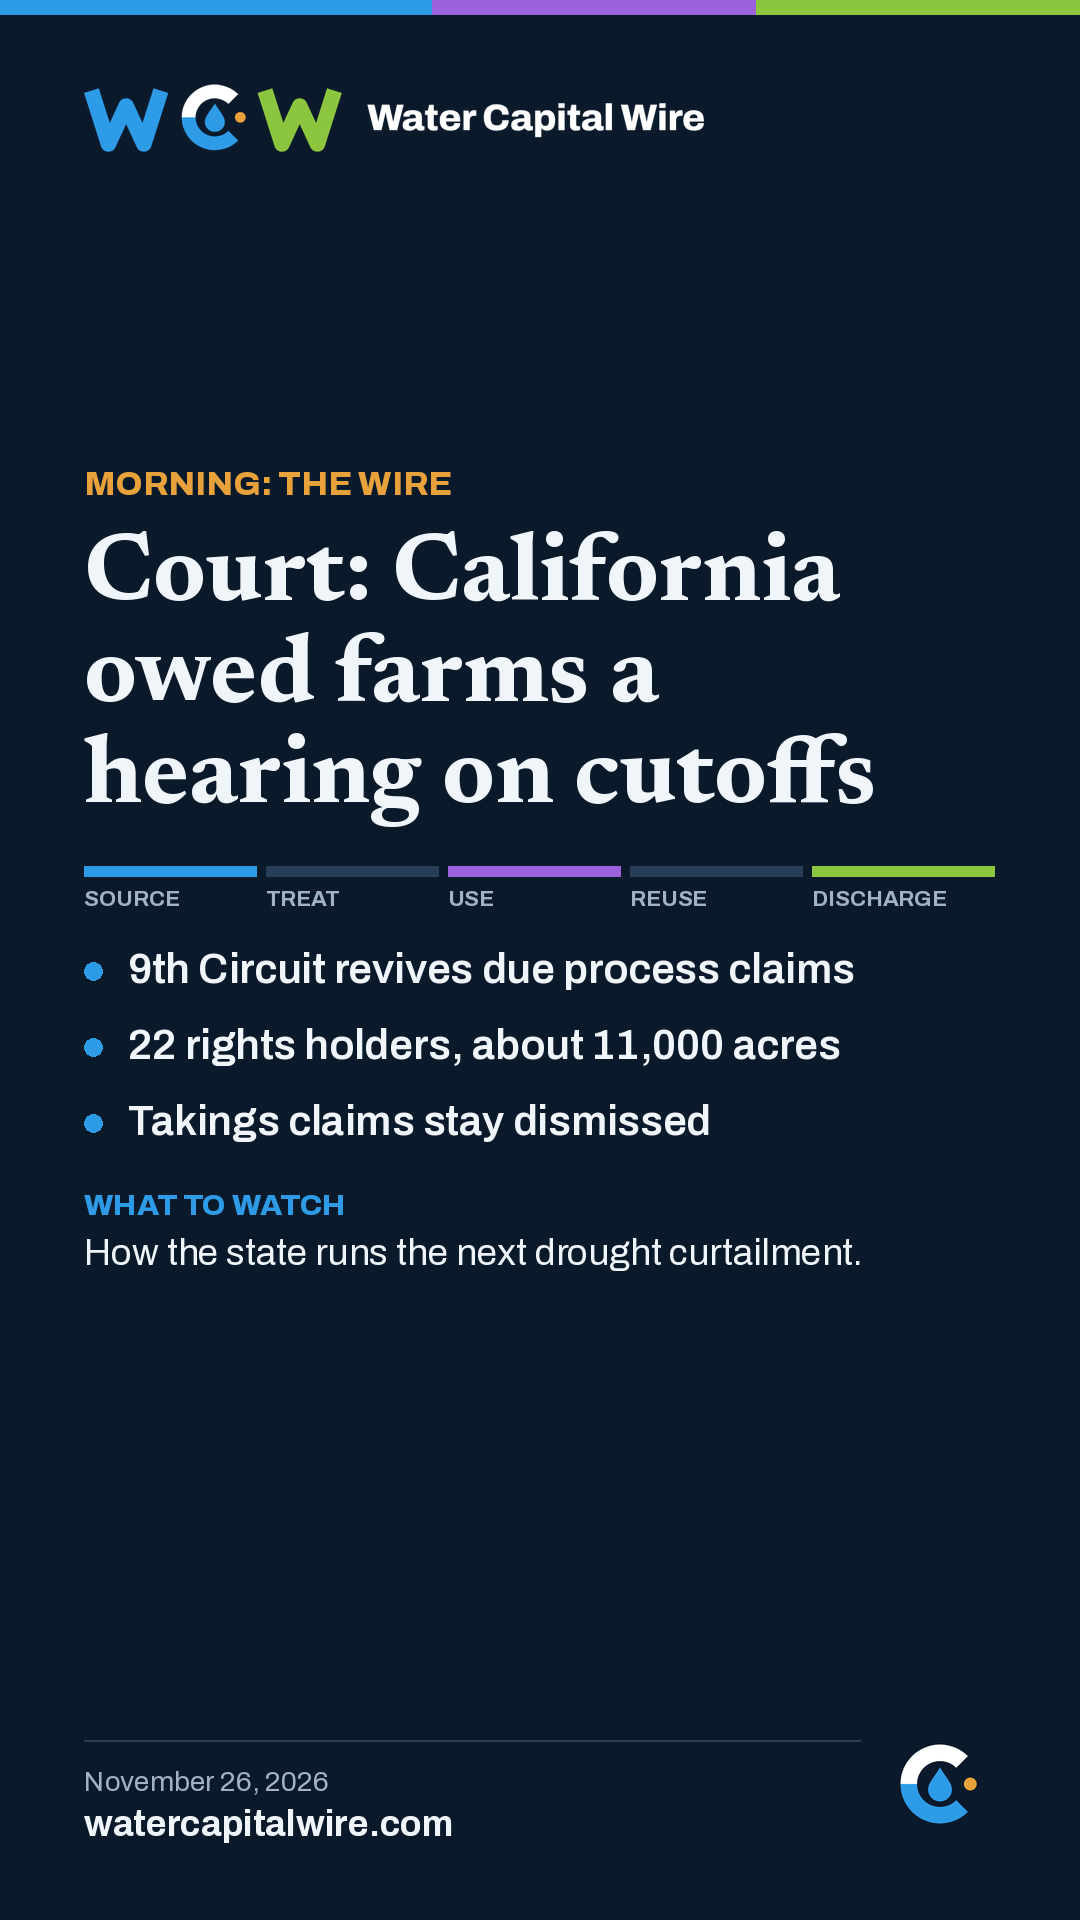 WCW Water Capital Wire
MORNING: THE WIRE
Court: California
owed farms a
hearing on cutoffs
SOURCE TREAT USE REUSE DISCHARGE
9th Circuit revives due process claims
22 rights holders, about 11,000 acres
Takings claims stay dismissed
WHAT TO WATCH
How the state runs the next drought curtailment.
November 26, 2026
watercapitalwire.com